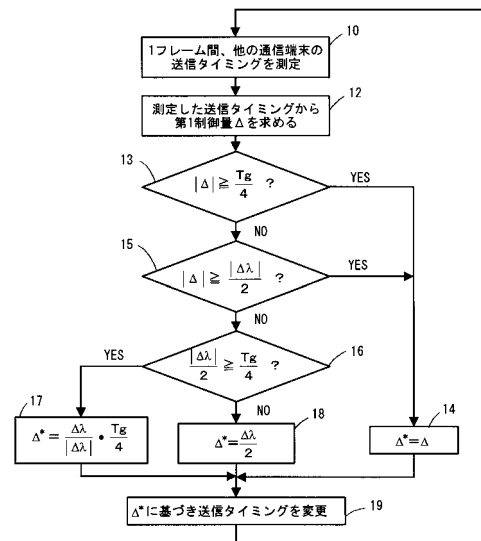 10
1フレーム間、他の通信端末の
送信タイミングを測定
12
測定した送信タイミングから
第1制御量Δを求める
13
|Δ| ≧ Tg/4 ?
YES
NO
15
|Δ| ≧ |Δλ|/2 ?
YES
NO
16
|Δλ|/2 ≧ Tg/4 ?
YES
NO
17
Δ* = Δλ/|Δλ| • Tg/4
18
Δ*=Δλ/2
14
Δ*=Δ
Δ*に基づき送信タイミングを変更
19